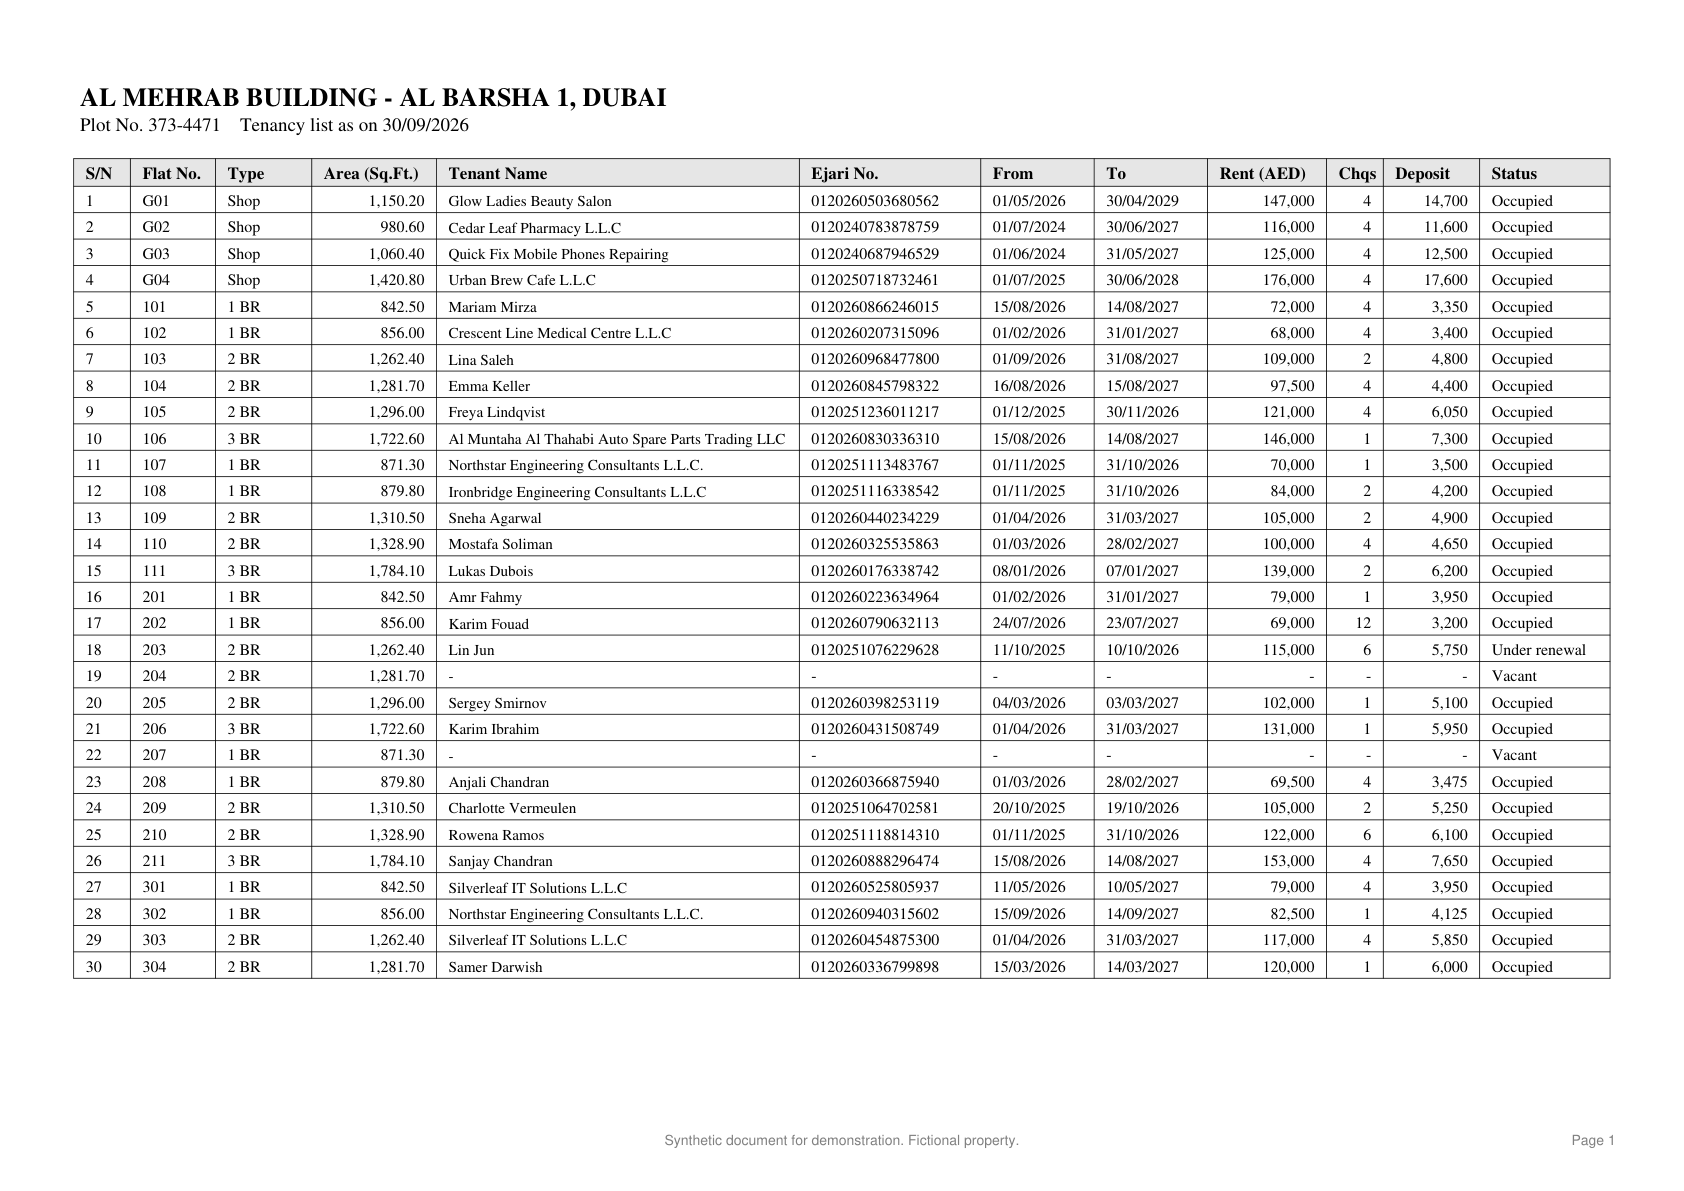 AL MEHRAB BUILDING - AL BARSHA 1, DUBAI
Plot No. 373-4471 Tenancy list as on 30/09/2026
S/N Flat No. Type Area (Sq.Ft.) Tenant Name Ejari No. From To Rent (AED) Chqs Deposit Status
1 G01 Shop 1,150.20 Glow Ladies Beauty Salon 0120260503680562 01/05/2026 30/04/2029 147,000 4 14,700 Occupied
2 G02 Shop 980.60 Cedar Leaf Pharmacy L.L.C 0120240783878759 01/07/2024 30/06/2027 116,000 4 11,600 Occupied
3 G03 Shop 1,060.40 Quick Fix Mobile Phones Repairing 0120240687946529 01/06/2024 31/05/2027 125,000 4 12,500 Occupied
4 G04 Shop 1,420.80 Urban Brew Cafe L.L.C 0120250718732461 01/07/2025 30/06/2028 176,000 4 17,600 Occupied
5 101 1 BR 842.50 Mariam Mirza 0120260866246015 15/08/2026 14/08/2027 72,000 4 3,350 Occupied
6 102 1 BR 856.00 Crescent Line Medical Centre L.L.C 0120260207315096 01/02/2026 31/01/2027 68,000 4 3,400 Occupied
7 103 2 BR 1,262.40 Lina Saleh 0120260968477800 01/09/2026 31/08/2027 109,000 2 4,800 Occupied
8 104 2 BR 1,281.70 Emma Keller 0120260845798322 16/08/2026 15/08/2027 97,500 4 4,400 Occupied
9 105 2 BR 1,296.00 Freya Lindqvist 0120251236011217 01/12/2025 30/11/2026 121,000 4 6,050 Occupied
10 106 3 BR 1,722.60 Al Muntaha Al Thahabi Auto Spare Parts Trading LLC 0120260830336310 15/08/2026 14/08/2027 146,000 1 7,300 Occupied
11 107 1 BR 871.30 Northstar Engineering Consultants L.L.C. 0120251113483767 01/11/2025 31/10/2026 70,000 1 3,500 Occupied
12 108 1 BR 879.80 Ironbridge Engineering Consultants L.L.C 0120251116338542 01/11/2025 31/10/2026 84,000 2 4,200 Occupied
13 109 2 BR 1,310.50 Sneha Agarwal 0120260440234229 01/04/2026 31/03/2027 105,000 2 4,900 Occupied
14 110 2 BR 1,328.90 Mostafa Soliman 0120260325535863 01/03/2026 28/02/2027 100,000 4 4,650 Occupied
15 111 3 BR 1,784.10 Lukas Dubois 0120260176338742 08/01/2026 07/01/2027 139,000 2 6,200 Occupied
16 201 1 BR 842.50 Amr Fahmy 0120260223634964 01/02/2026 31/01/2027 79,000 1 3,950 Occupied
17 202 1 BR 856.00 Karim Fouad 0120260790632113 24/07/2026 23/07/2027 69,000 12 3,200 Occupied
18 203 2 BR 1,262.40 Lin Jun 0120251076229628 11/10/2025 10/10/2026 115,000 6 5,750 Under renewal
19 204 2 BR 1,281.70 - - - - - - - Vacant
20 205 2 BR 1,296.00 Sergey Smirnov 0120260398253119 04/03/2026 03/03/2027 102,000 1 5,100 Occupied
21 206 3 BR 1,722.60 Karim Ibrahim 0120260431508749 01/04/2026 31/03/2027 131,000 1 5,950 Occupied
22 207 1 BR 871.30 - - - - - - - Vacant
23 208 1 BR 879.80 Anjali Chandran 0120260366875940 01/03/2026 28/02/2027 69,500 4 3,475 Occupied
24 209 2 BR 1,310.50 Charlotte Vermeulen 0120251064702581 20/10/2025 19/10/2026 105,000 2 5,250 Occupied
25 210 2 BR 1,328.90 Rowena Ramos 0120251118814310 01/11/2025 31/10/2026 122,000 6 6,100 Occupied
26 211 3 BR 1,784.10 Sanjay Chandran 0120260888296474 15/08/2026 14/08/2027 153,000 4 7,650 Occupied
27 301 1 BR 842.50 Silverleaf IT Solutions L.L.C 0120260525805937 11/05/2026 10/05/2027 79,000 4 3,950 Occupied
28 302 1 BR 856.00 Northstar Engineering Consultants L.L.C. 0120260940315602 15/09/2026 14/09/2027 82,500 1 4,125 Occupied
29 303 2 BR 1,262.40 Silverleaf IT Solutions L.L.C 0120260454875300 01/04/2026 31/03/2027 117,000 4 5,850 Occupied
30 304 2 BR 1,281.70 Samer Darwish 0120260336799898 15/03/2026 14/03/2027 120,000 1 6,000 Occupied
Synthetic document for demonstration. Fictional property. Page 1